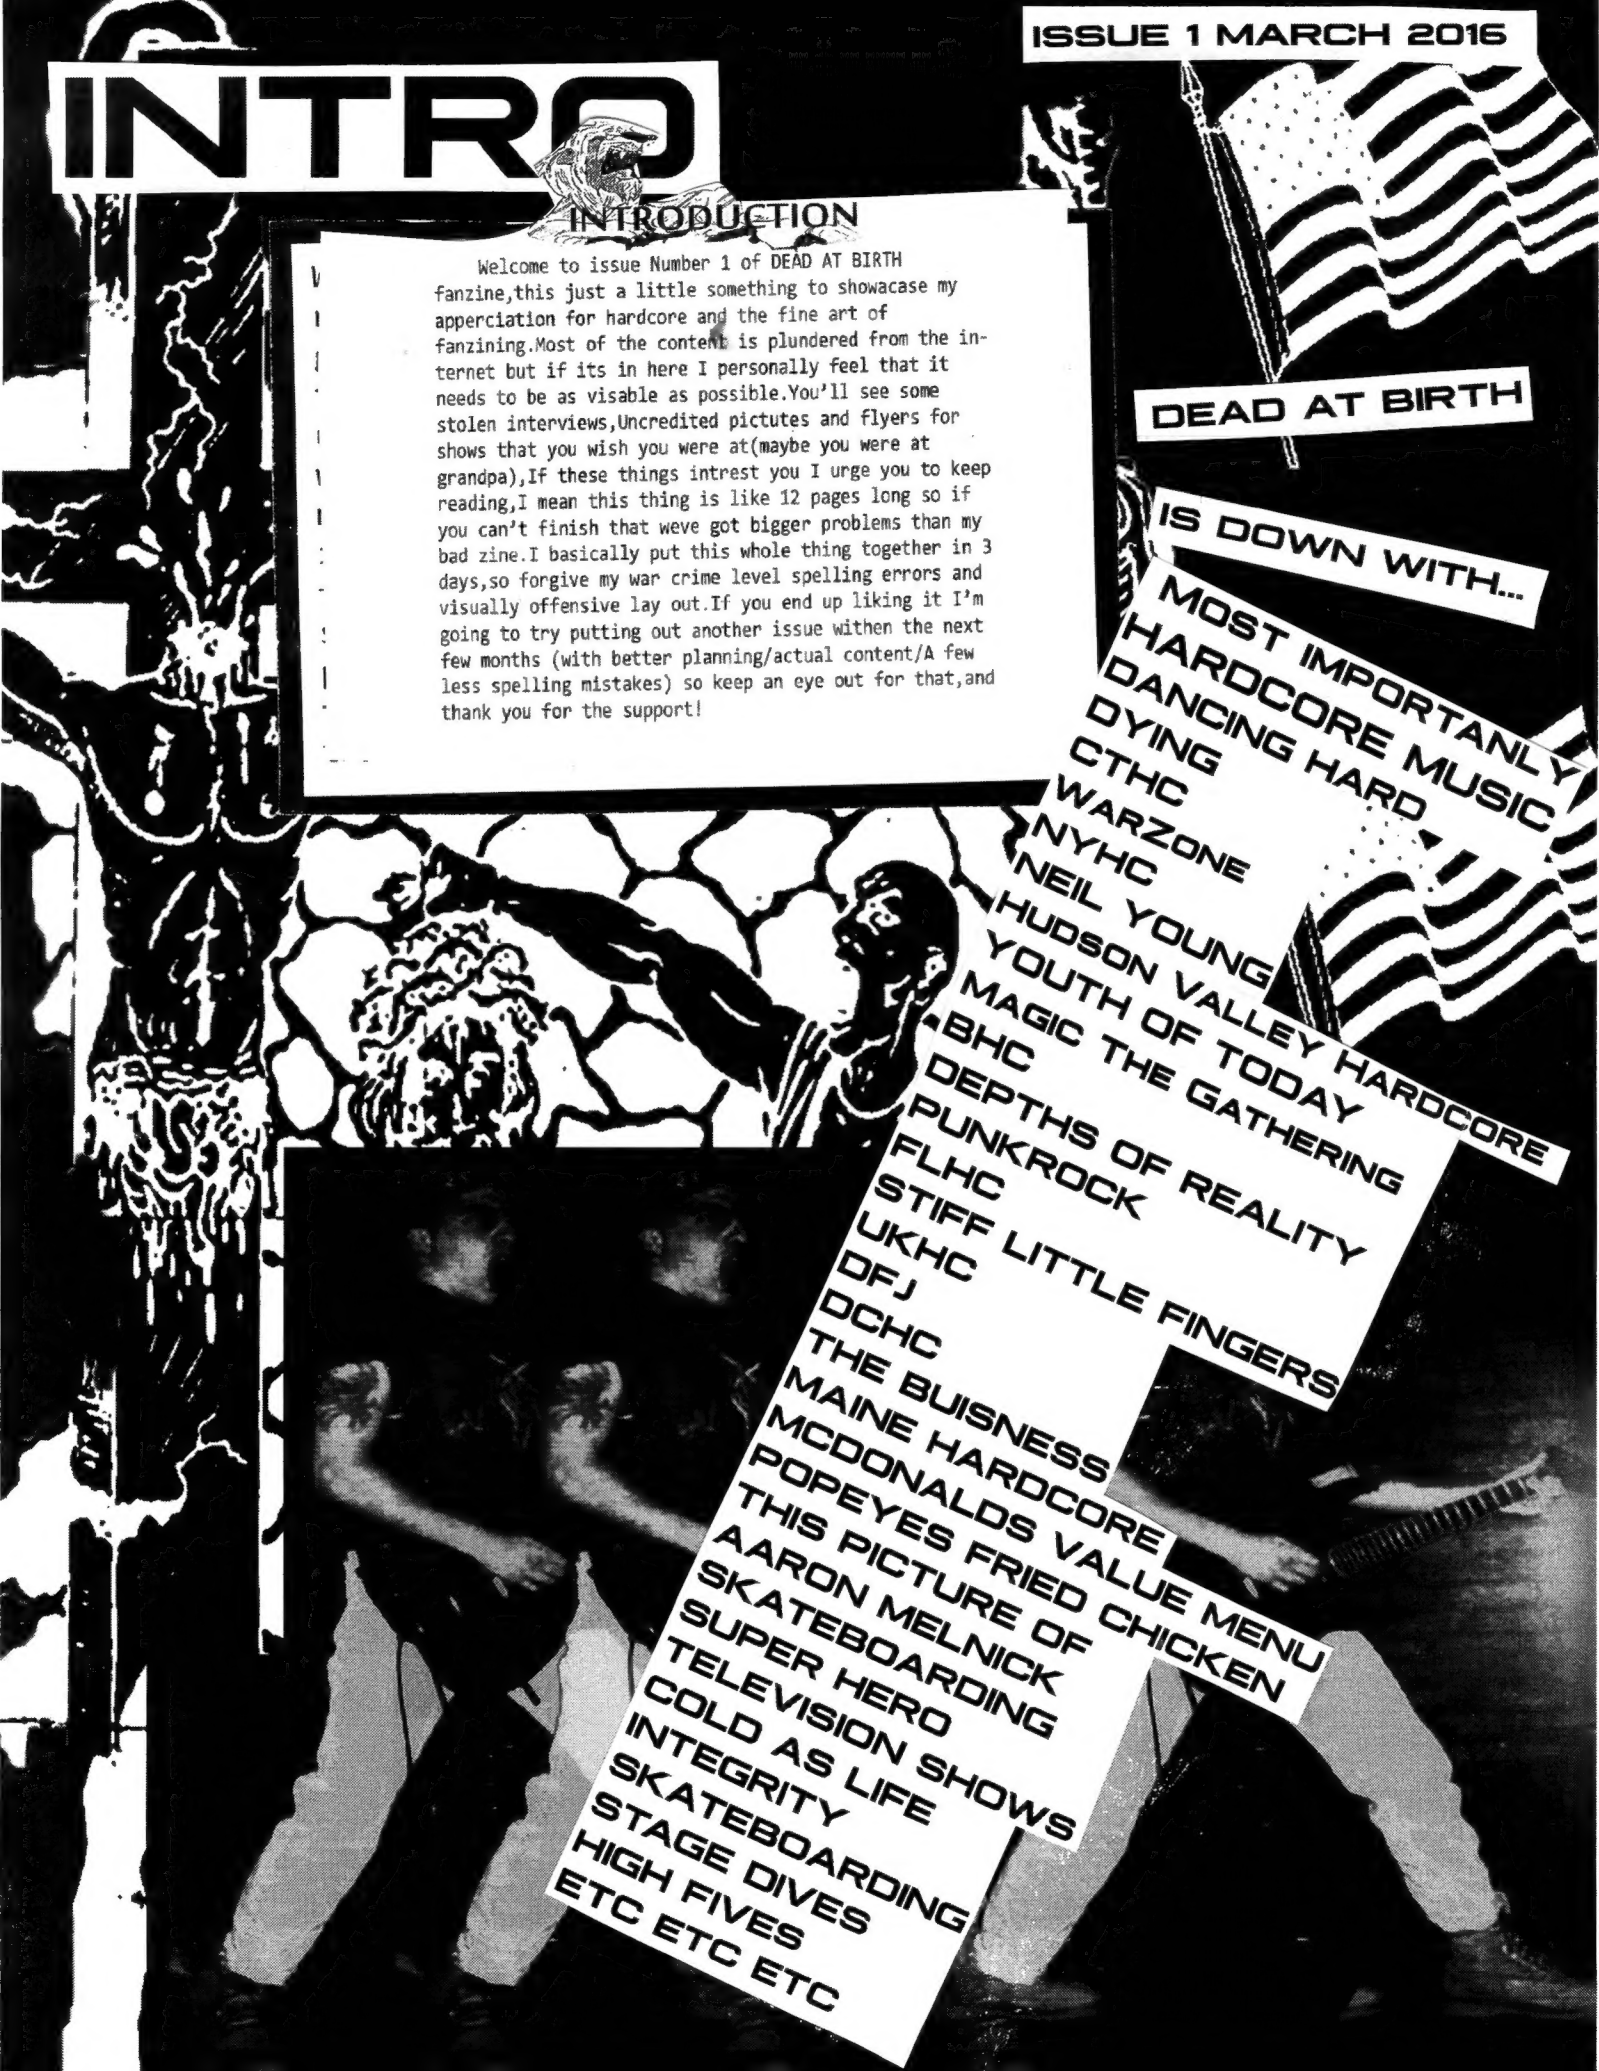 ISSUE 1 MARCH 2016
INTRO
INTRODUCTION
Welcome to issue Number 1 of DEAD AT BIRTH
fanzine,this just a little something to showacase my
apperciation for hardcore and the fine art of
fanzining.Most of the content is plundered from the in-
ternet but if its in here I personally feel that it
needs to be as visable as possible.You'll see some
stolen interviews,Uncredited pictutes and flyers for
shows that you wish you were at(maybe you were at
grandpa),If these things intrest you I urge you to keep
reading,I mean this thing is like 12 pages long so if
you can't finish that weve got bigger problems than my
bad zine.I basically put this whole thing together in 3
days,so forgive my war crime level spelling errors and
visually offensive lay out.If you end up liking it I'm
going to try putting out another issue withen the next
few months (with better planning/actual content/A few
less spelling mistakes) so keep an eye out for that,and
thank you for the support!
DEAD AT BIRTH
IS DOWN WITH...
MOST IMPORTANLY
HARDCORE MUSIC
DANCING HARD
DYING
CTHC
WARZONE
NYHC
NEIL YOUNG
HUDSON VALLEY HARDCORE
YOUTH OF TODAY
MAGIC THE GATHERING
BHC
DEPTHS OF REALITY
PUNKROCK
FLHC
STIFF LITTLE FINGERS
UKHC
DFJ
DCHC
THE BUISNESS
MAINE HARDCORE
MCDONALDS VALUE MENU
POPEYES FRIED CHICKEN
THIS PICTURE OF
AARON MELNICK
SKATEBOARDING
SUPER HERO
TELEVISION SHOWS
COLD AS LIFE
INTEGRITY
SKATEBOARDING
STAGE DIVES
HIGH FIVES
ETC ETC ETC